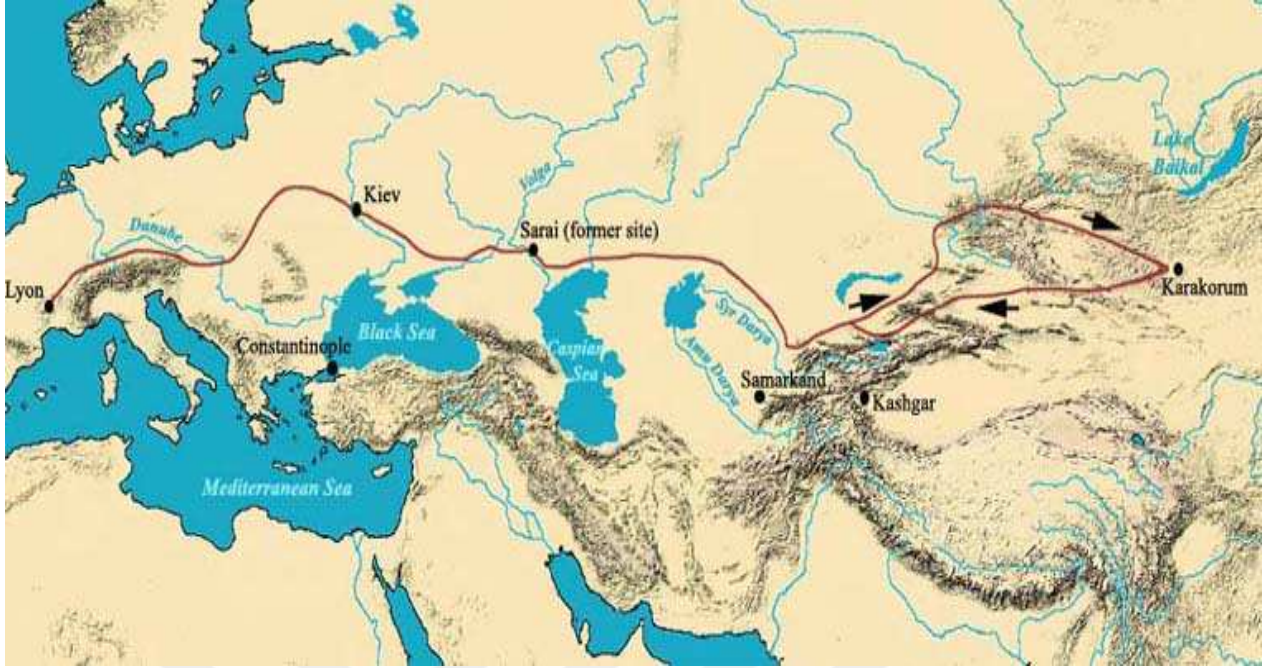 Lake
Baikal
Volga
Kiev
Danube
Sarai (former site)
Karakorum
Lyon
Syr Darya
Black Sea
Constantinople
Caspian
Sea
Amu Darya
Samarkand
Kashgar
Mediterranean Sea